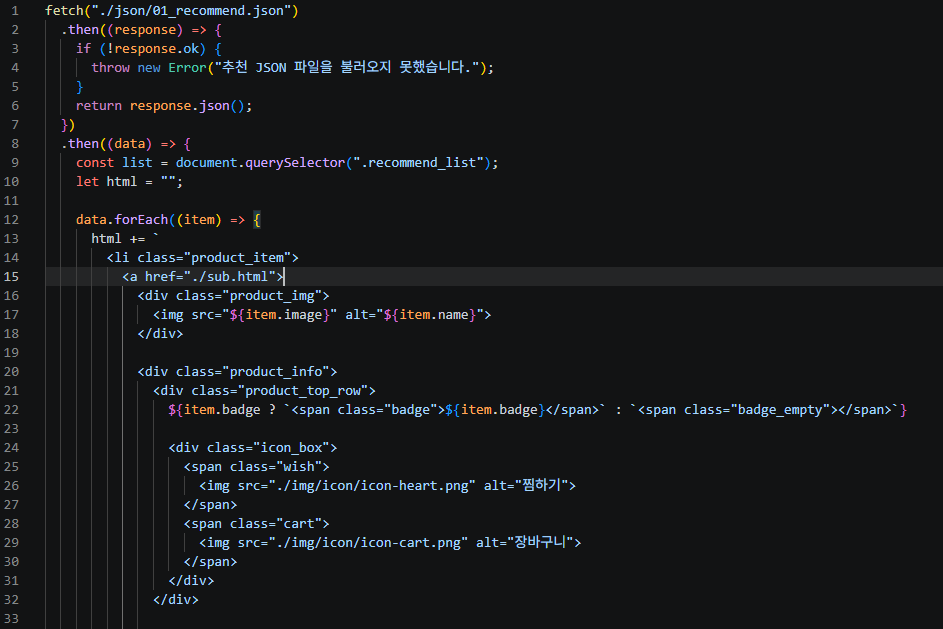 1 fetch("./json/01_recommend.json")
2 .then((response) => {
3 if (!response.ok) {
4 throw new Error("추천 JSON 파일을 불러오지 못했습니다.");
5 }
6 return response.json();
7 })
8 .then((data) => {
9 const list = document.querySelector(".recommend_list");
10 let html = "";
11
12 data.forEach((item) => {
13 html += `
14 <li class="product_item">
15 <a href="./sub.html">
16 <div class="product_img">
17 <img src="${item.image}" alt="${item.name}">
18 </div>
19
20 <div class="product_info">
21 <div class="product_top_row">
22 ${item.badge ? `<span class="badge">${item.badge}</span>` : `<span class="badge_empty"></span>`}
23
24 <div class="icon_box">
25 <span class="wish">
26 <img src="./img/icon/icon-heart.png" alt="찜하기">
27 </span>
28 <span class="cart">
29 <img src="./img/icon/icon-cart.png" alt="장바구니">
30 </span>
31 </div>
32 </div>
33